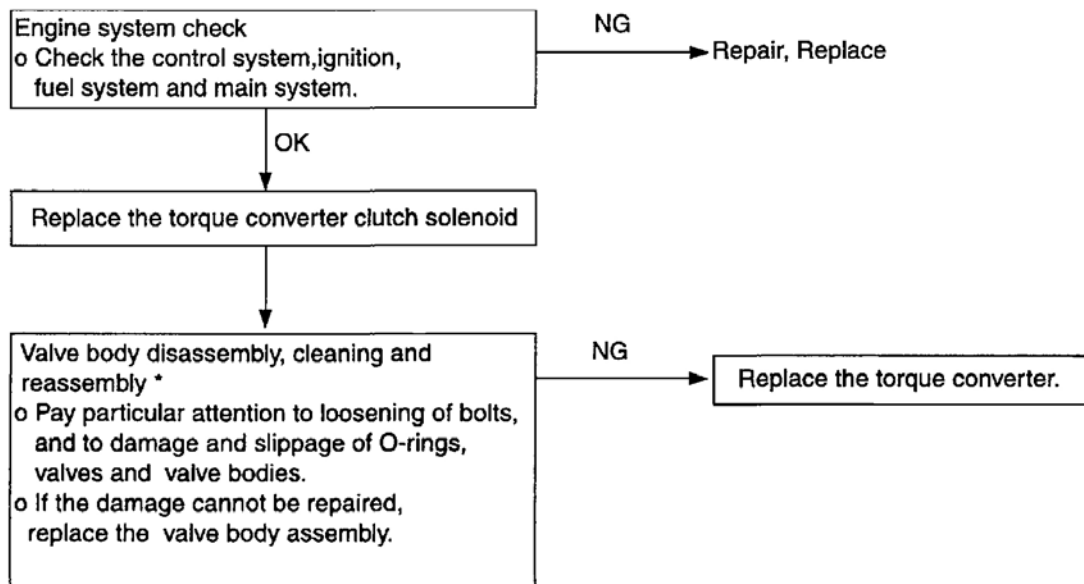 Engine system check
o Check the control system,ignition,
fuel system and main system.
NG
Repair, Replace
OK
Replace the torque converter clutch solenoid
Valve body disassembly, cleaning and
reassembly *
o Pay particular attention to loosening of bolts,
and to damage and slippage of O-rings,
valves and valve bodies.
o If the damage cannot be repaired,
replace the valve body assembly.
NG
Replace the torque converter.